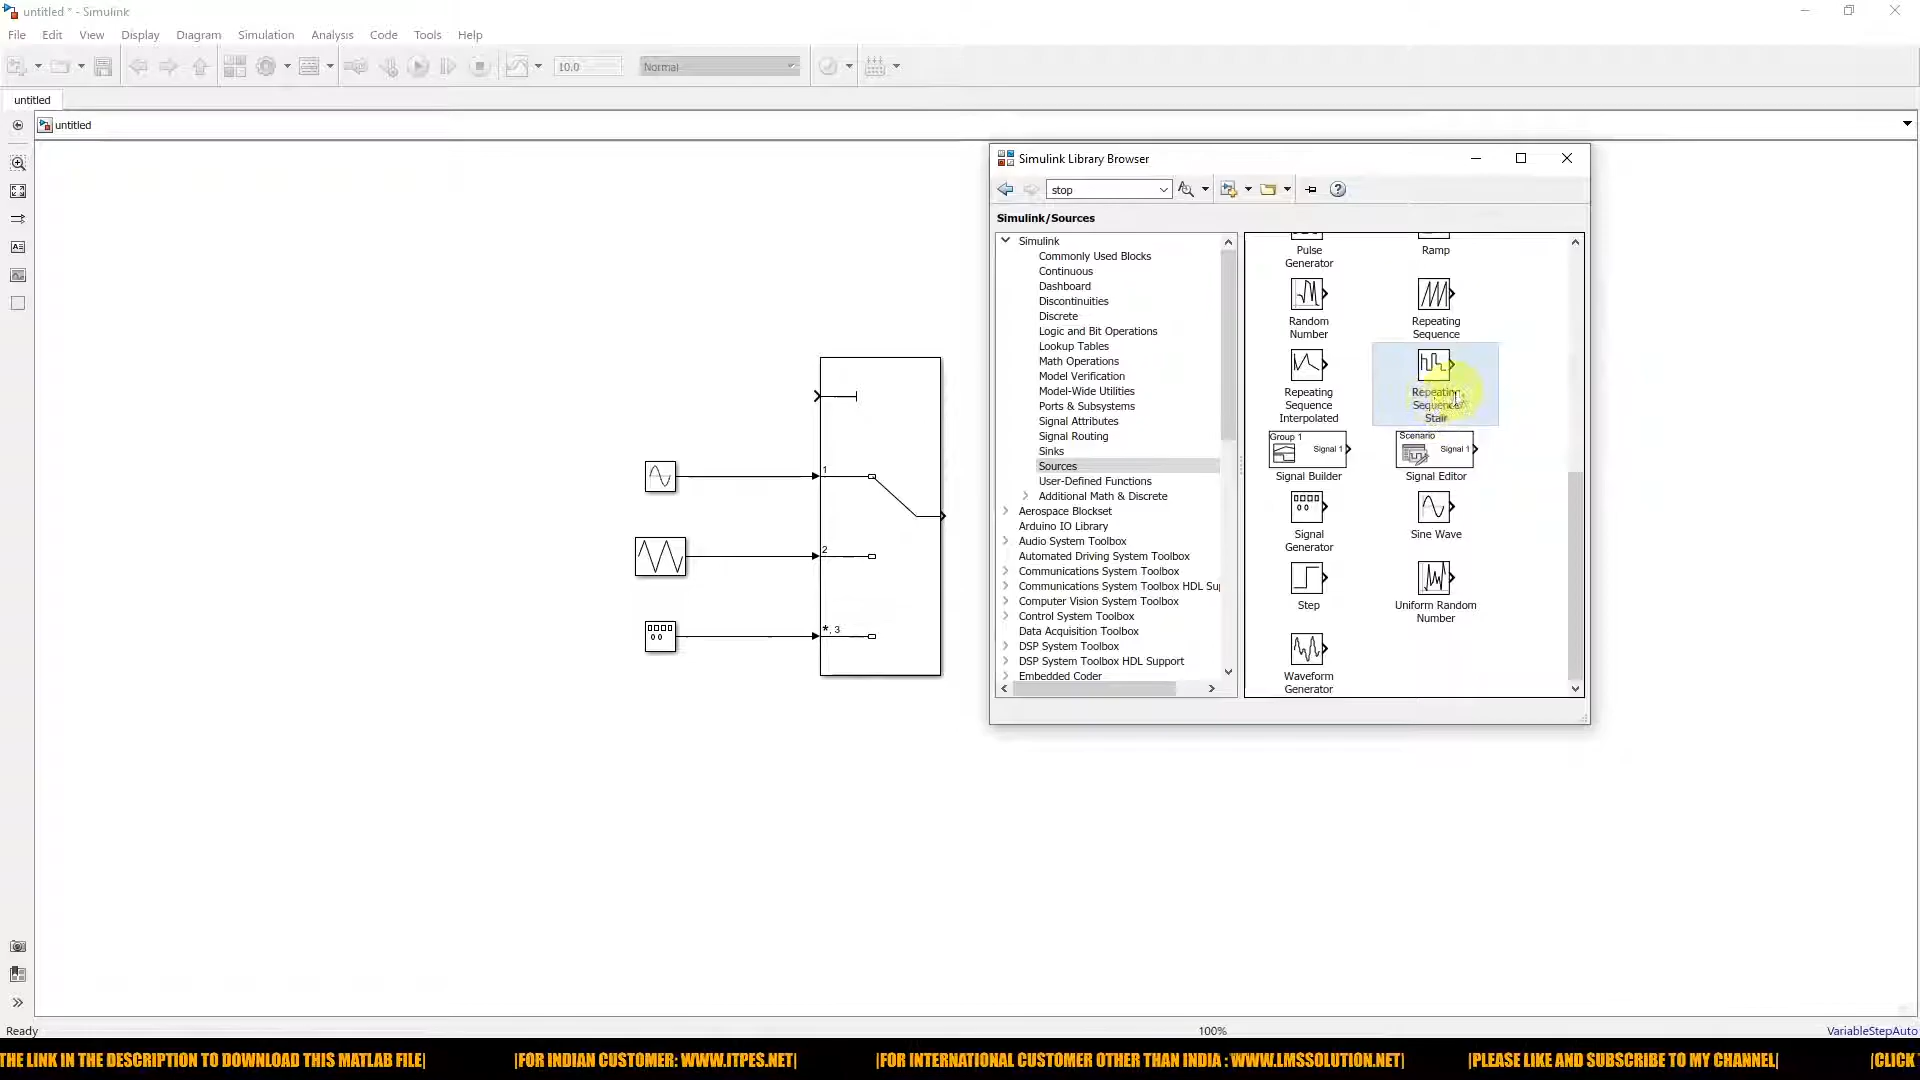 untitled * - Simulink
File Edit View Display Diagram Simulation Analysis Code Tools Help
10.0
Normal
untitled
untitled
1
2
*, 3
Simulink Library Browser
stop
Simulink/Sources
Simulink
Commonly Used Blocks
Continuous
Dashboard
Discontinuities
Discrete
Logic and Bit Operations
Lookup Tables
Math Operations
Model Verification
Model-Wide Utilities
Ports & Subsystems
Signal Attributes
Signal Routing
Sinks
Sources
User-Defined Functions
Additional Math & Discrete
Aerospace Blockset
Arduino IO Library
Audio System Toolbox
Automated Driving System Toolbox
Communications System Toolbox
Communications System Toolbox HDL Su
Computer Vision System Toolbox
Control System Toolbox
Data Acquisition Toolbox
DSP System Toolbox
DSP System Toolbox HDL Support
Embedded Coder
Pulse
Generator
Ramp
Random
Number
Repeating
Sequence
Repeating
Sequence
Interpolated
Repeating
Sequence
Stair
Group 1
Signal 1
Signal Builder
Scenario
Signal 1
Signal Editor
Signal
Generator
Sine Wave
Step
Uniform Random
Number
Waveform
Generator
Ready
100%
VariableStepAuto
THE LINK IN THE DESCRIPTION TO DOWNLOAD THIS MATLAB FILE| |FOR INDIAN CUSTOMER: WWW.ITPES.NET| |FOR INTERNATIONAL CUSTOMER OTHER THAN INDIA : WWW.LMSSOLUTION.NET| |PLEASE LIKE AND SUBSCRIBE TO MY CHANNEL| |CLICK